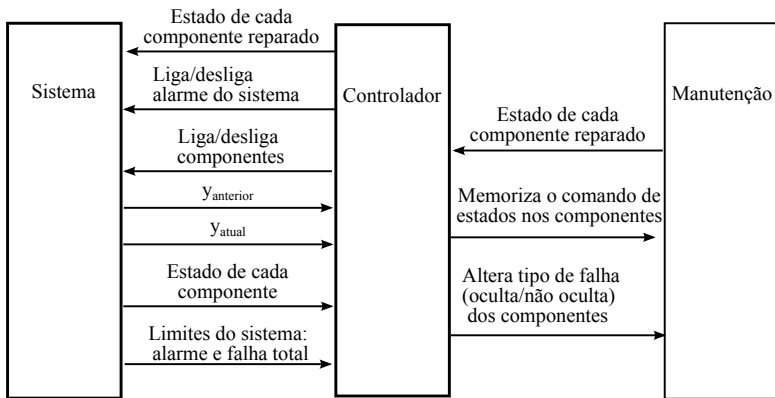 Estado de cada
componente reparado
Sistema
Liga/desliga
alarme do sistema
Controlador
Manutenção
Estado de cada
componente reparado
Liga/desliga
componentes
yanterior
Memoriza o comando de
estados nos componentes
yatual
Estado de cada
componente
Altera tipo de falha
(oculta/não oculta)
dos componentes
Limites do sistema:
alarme e falha total